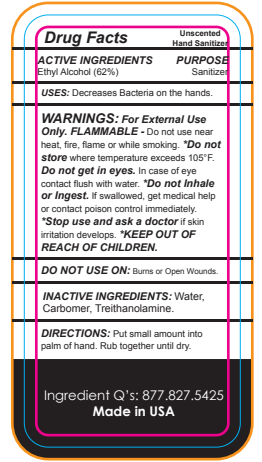 Drug Facts
Unscented
Hand Sanitizer
ACTIVE INGREDIENTS PURPOSE
Ethyl Alcohol (62%) Sanitizer
USES: Decreases Bacteria on the hands.
WARNINGS: For External Use
Only. FLAMMABLE - Do not use near
heat, fire, flame or while smoking. *Do not
store where temperature exceeds 105°F.
Do not get in eyes. In case of eye
contact flush with water. *Do not Inhale
or Ingest. If swallowed, get medical help
or contact poison control immediately.
*Stop use and ask a doctor if skin
irritation develops. *KEEP OUT OF
REACH OF CHILDREN.
DO NOT USE ON: Burns or Open Wounds.
INACTIVE INGREDIENTS: Water,
Carbomer, Treithanolamine.
DIRECTIONS: Put small amount into
palm of hand. Rub together until dry.
Ingredient Q's: 877.827.5425
Made in USA